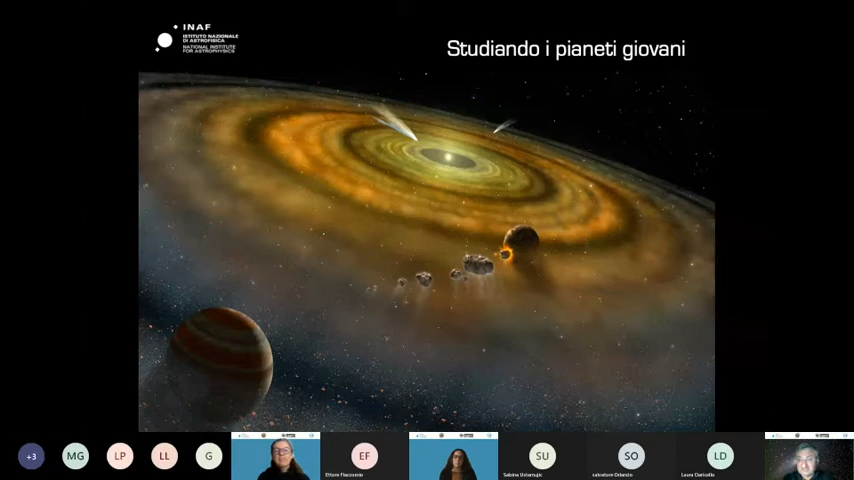 INAF
ISTITUTO NAZIONALE
DI ASTROFISICA
NATIONAL INSTITUTE
FOR ASTROPHYSICS
Studiando i pianeti giovani
+3
MG
LP
LL
G
EF
SU
SO
LD
Ettore Flaccomio
Sabina Ustamujic
salvatore Orlando
Laura Daricello